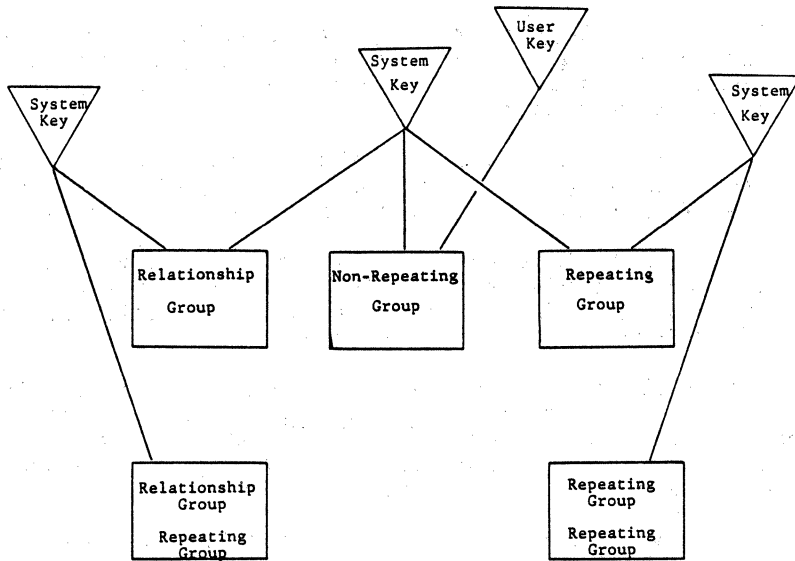 User
Key
System
Key
System
Key
System
Key
Relationship
Group
Non-Repeating
Group
Repeating
Group
Relationship
Group
Repeating
Group
Repeating
Group
Repeating
Group